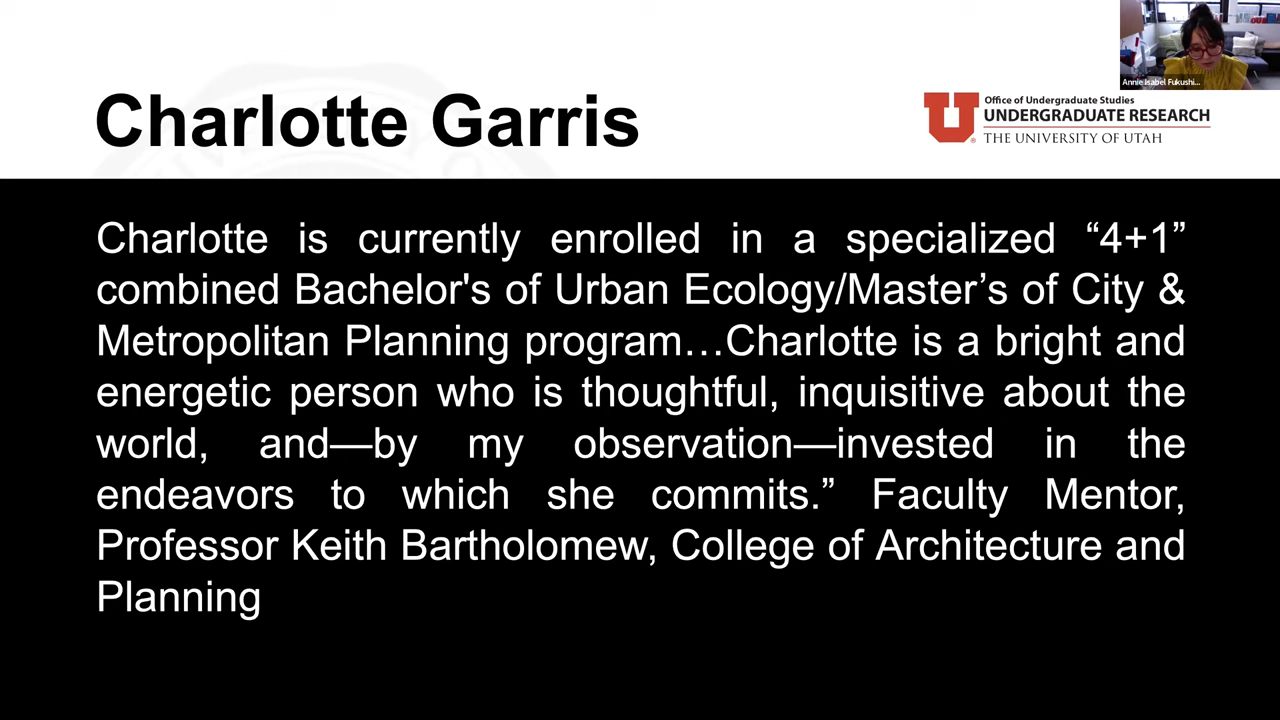 Annie Isabel Fukushi...
Charlotte Garris
Office of Undergraduate Studies
UNDERGRADUATE RESEARCH
THE UNIVERSITY OF UTAH
Charlotte is currently enrolled in a specialized “4+1”
combined Bachelor's of Urban Ecology/Master’s of City &
Metropolitan Planning program…Charlotte is a bright and
energetic person who is thoughtful, inquisitive about the
world, and—by my observation—invested in the
endeavors to which she commits.” Faculty Mentor,
Professor Keith Bartholomew, College of Architecture and
Planning